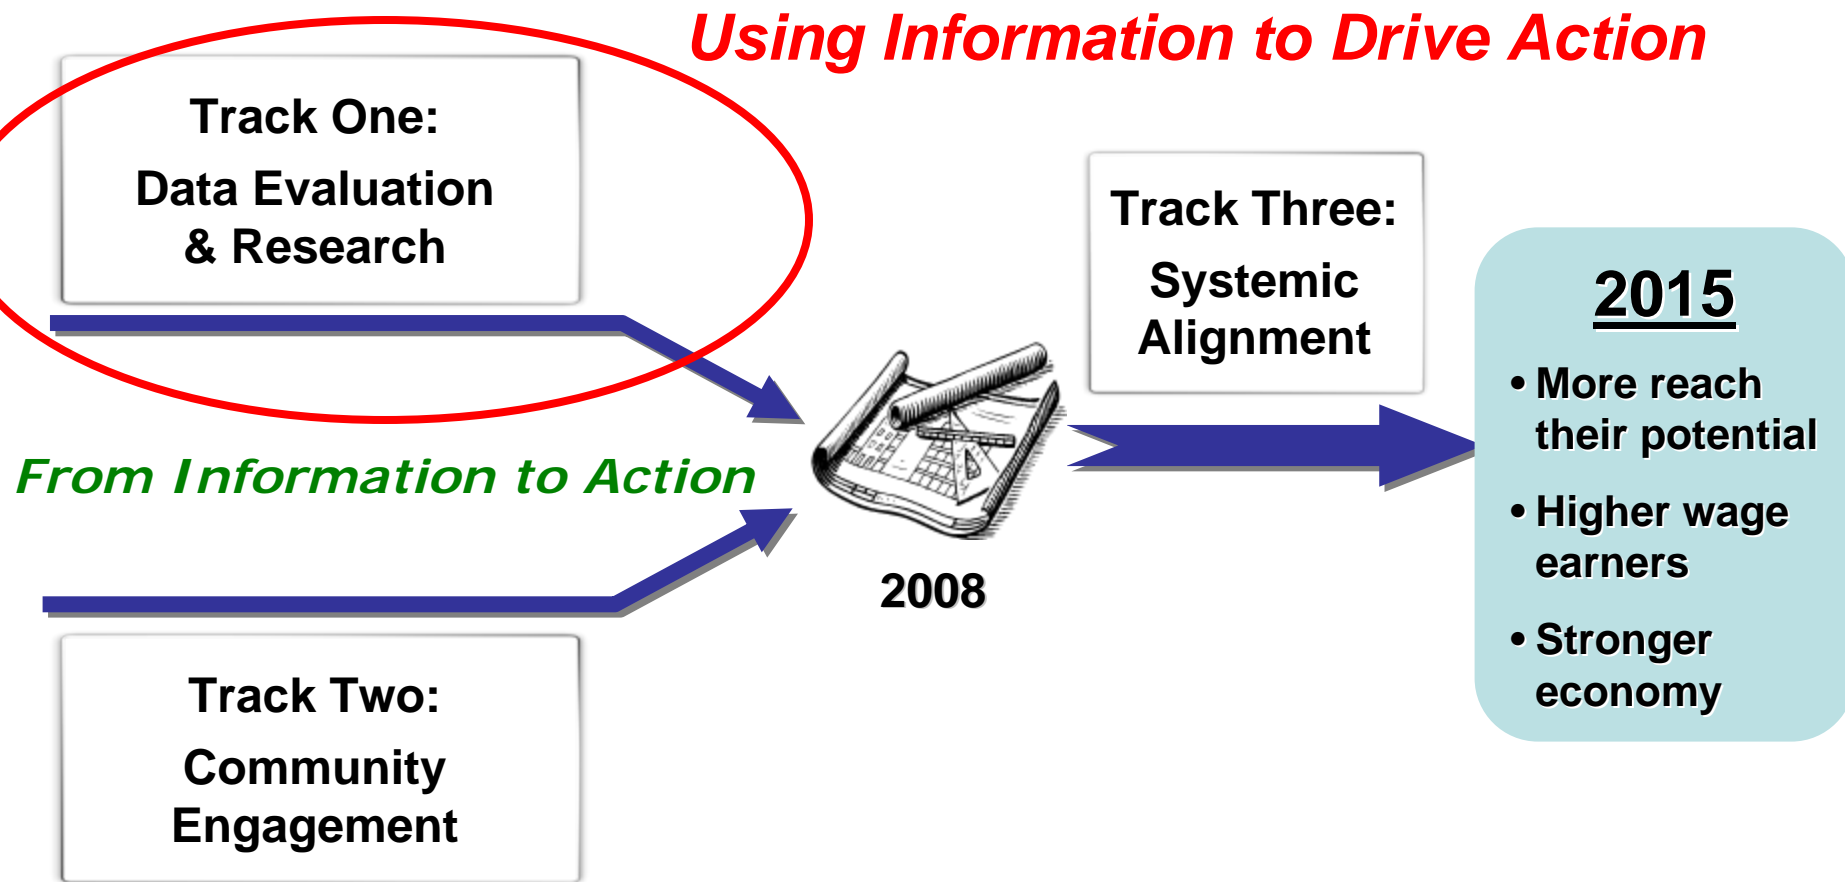 Using Information to Drive Action
Track One:
Data Evaluation
& Research
From Information to Action
Track Two:
Community
Engagement
2008
Track Three:
Systemic
Alignment
2015
• More reach
their potential
• Higher wage
earners
• Stronger
economy